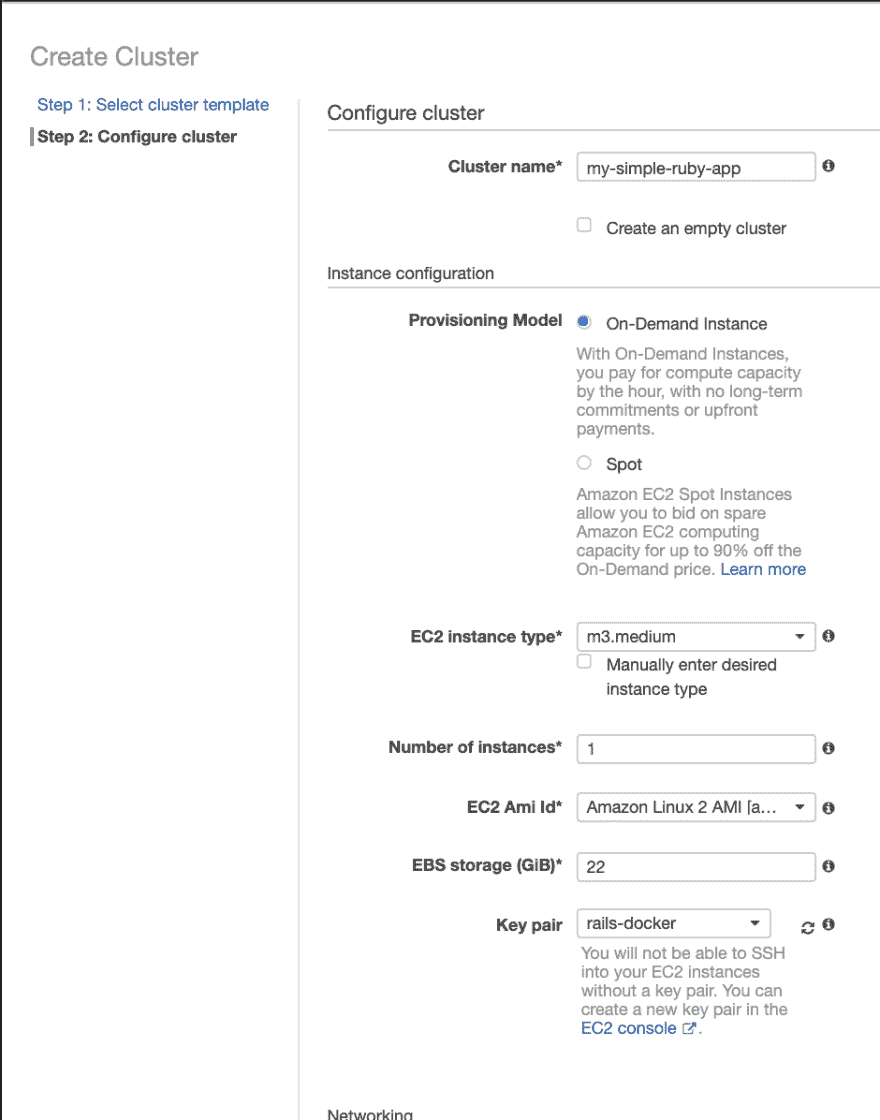 Create Cluster
Step 1: Select cluster template
Step 2: Configure cluster
Configure cluster
Cluster name* my-simple-ruby-app
Create an empty cluster
Instance configuration
Provisioning Model On-Demand Instance
With On-Demand Instances,
you pay for compute capacity
by the hour, with no long-term
commitments or upfront
payments.
Spot
Amazon EC2 Spot Instances
allow you to bid on spare
Amazon EC2 computing
capacity for up to 90% off the
On-Demand price. Learn more
EC2 instance type* m3.medium
Manually enter desired
instance type
Number of instances* 1
EC2 Ami Id* Amazon Linux 2 AMI [a...
EBS storage (GiB)* 22
Key pair rails-docker
You will not be able to SSH
into your EC2 instances
without a key pair. You can
create a new key pair in the
EC2 console .
Networking